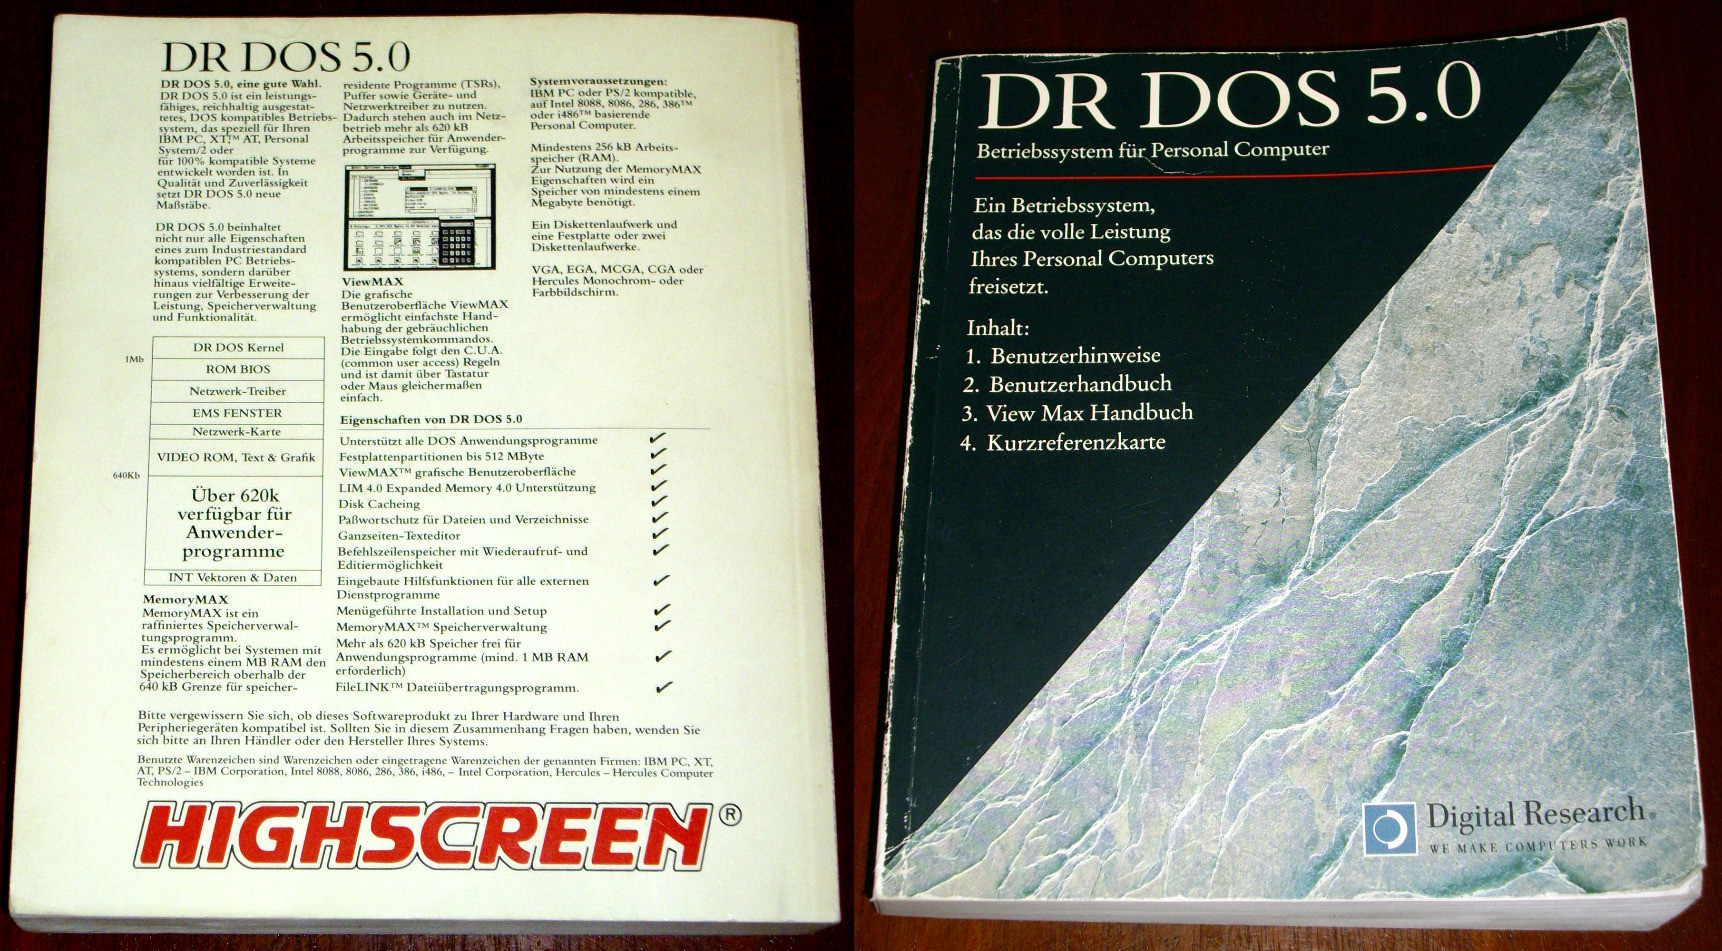 DR DOS 5.0
DR DOS 5.0, eine gute Wahl.
DR DOS 5.0 ist ein leistungs-
fähiges, reichhaltig ausgestat-
tetes, DOS kompatibles Betriebs-
system, das speziell für Ihren
IBM PC, XT,™ AT, Personal
System/2 oder
für 100% kompatible Systeme
entwickelt worden ist. In
Qualität und Zuverlässigkeit
setzt DR DOS 5.0 neue
Maßstäbe.
DR DOS 5.0 beinhaltet
nicht nur alle Eigenschaften
eines zum Industriestandard
kompatiblen PC Betriebs-
systems, sondern darüber
hinaus vielfältige Erweite-
rungen zur Verbesserung der
Leistung, Speicherverwaltung
und Funktionalität.
DR DOS Kernel
1Mb
ROM BIOS
Netzwerk-Treiber
EMS FENSTER
Netzwerk-Karte
VIDEO ROM, Text & Grafik
640Kb
Über 620k
verfügbar für
Anwender-
programme
INT Vektoren & Daten
MemoryMAX
MemoryMAX ist ein
raffiniertes Speicherverwal-
tungsprogramm.
Es ermöglicht bei Systemen mit
mindestens einem MB RAM den
Speicherbereich oberhalb der
640 kB Grenze für speicher-
residente Programme (TSRs),
Puffer sowie Geräte- und
Netzwerktreiber zu nutzen.
Dadurch stehen auch im Netz-
betrieb mehr als 620 kB
Arbeitsspeicher für Anwender-
programme zur Verfügung.
ViewMAX
Die grafische
Benutzeroberfläche ViewMAX
ermöglicht einfachste Hand-
habung der gebräuchlichen
Betriebssystemkommandos.
Die Eingabe folgt den C.U.A.
(common user access) Regeln
und ist damit über Tastatur
oder Maus gleichermaßen
einfach.
Systemvoraussetzungen:
IBM PC oder PS/2 kompatible,
auf Intel 8088, 8086, 286, 386™
oder i486™ basierende
Personal Computer.
Mindestens 256 kB Arbeits-
speicher (RAM).
Zur Nutzung der MemoryMAX
Eigenschaften wird ein
Speicher von mindestens einem
Megabyte benötigt.
Ein Diskettenlaufwerk und
eine Festplatte oder zwei
Diskettenlaufwerke.
VGA, EGA, MCGA, CGA oder
Hercules Monochrom- oder
Farbbildschirm.
Eigenschaften von DR DOS 5.0
Unterstützt alle DOS Anwendungsprogramme
Festplattenpartitionen bis 512 MByte
ViewMAX™ grafische Benutzeroberfläche
LIM 4.0 Expanded Memory 4.0 Unterstützung
Disk Cacheing
Paßwortschutz für Dateien und Verzeichnisse
Ganzseiten-Texteditor
Befehlszeilenspeicher mit Wiederaufruf- und
Editiermöglichkeit
Eingebaute Hilfsfunktionen für alle externen
Dienstprogramme
Menügeführte Installation und Setup
MemoryMAX™ Speicherverwaltung
Mehr als 620 kB Speicher frei für
Anwendungsprogramme (mind. 1 MB RAM
erforderlich)
FileLINK™ Dateiübertragungsprogramm.
Bitte vergewissern Sie sich, ob dieses Softwareprodukt zu Ihrer Hardware und Ihren
Peripheriegeräten kompatibel ist. Sollten Sie in diesem Zusammenhang Fragen haben, wenden Sie
sich bitte an Ihren Händler oder den Hersteller Ihres Systems.
Benutzte Warenzeichen sind Warenzeichen oder eingetragene Warenzeichen der genannten Firmen: IBM PC, XT,
AT, PS/2 – IBM Corporation, Intel 8088, 8086, 286, 386, i486, – Intel Corporation, Hercules – Hercules Computer
Technologies
HIGHSCREEN®
DR DOS 5.0
Betriebssystem für Personal Computer
Ein Betriebssystem,
das die volle Leistung
Ihres Personal Computers
freisetzt.
Inhalt:
1. Benutzerhinweise
2. Benutzerhandbuch
3. View Max Handbuch
4. Kurzreferenzkarte
Digital Research®
WE MAKE COMPUTERS WORK